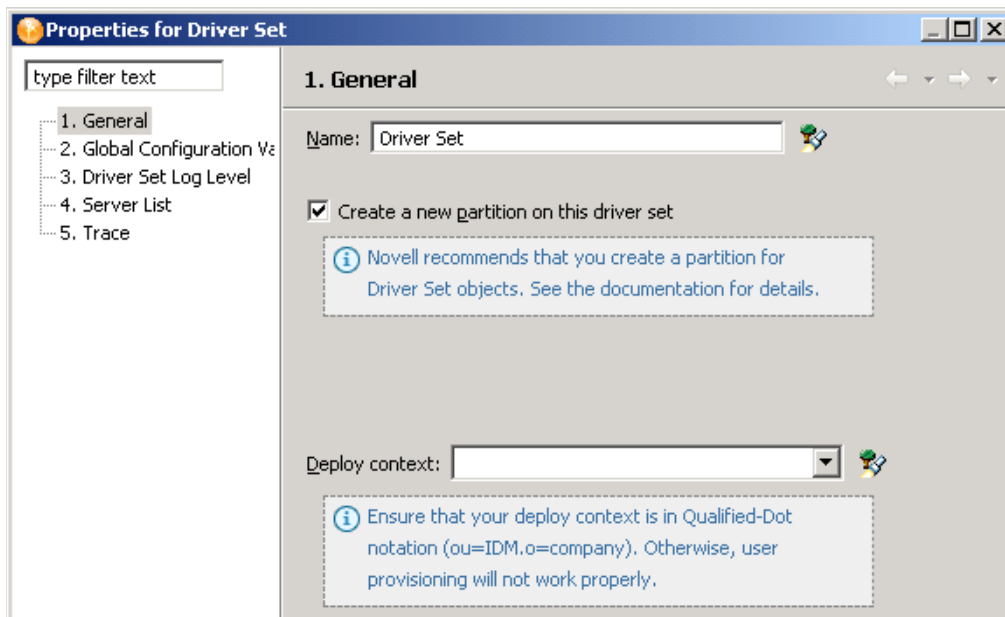 Properties for Driver Set
type filter text
1. General
2. Global Configuration Va
3. Driver Set Log Level
4. Server List
5. Trace
1. General
Name: Driver Set
Create a new partition on this driver set
Novell recommends that you create a partition for
Driver Set objects. See the documentation for details.
Deploy context:
Ensure that your deploy context is in Qualified-Dot
notation (ou=IDM.o=company). Otherwise, user
provisioning will not work properly.